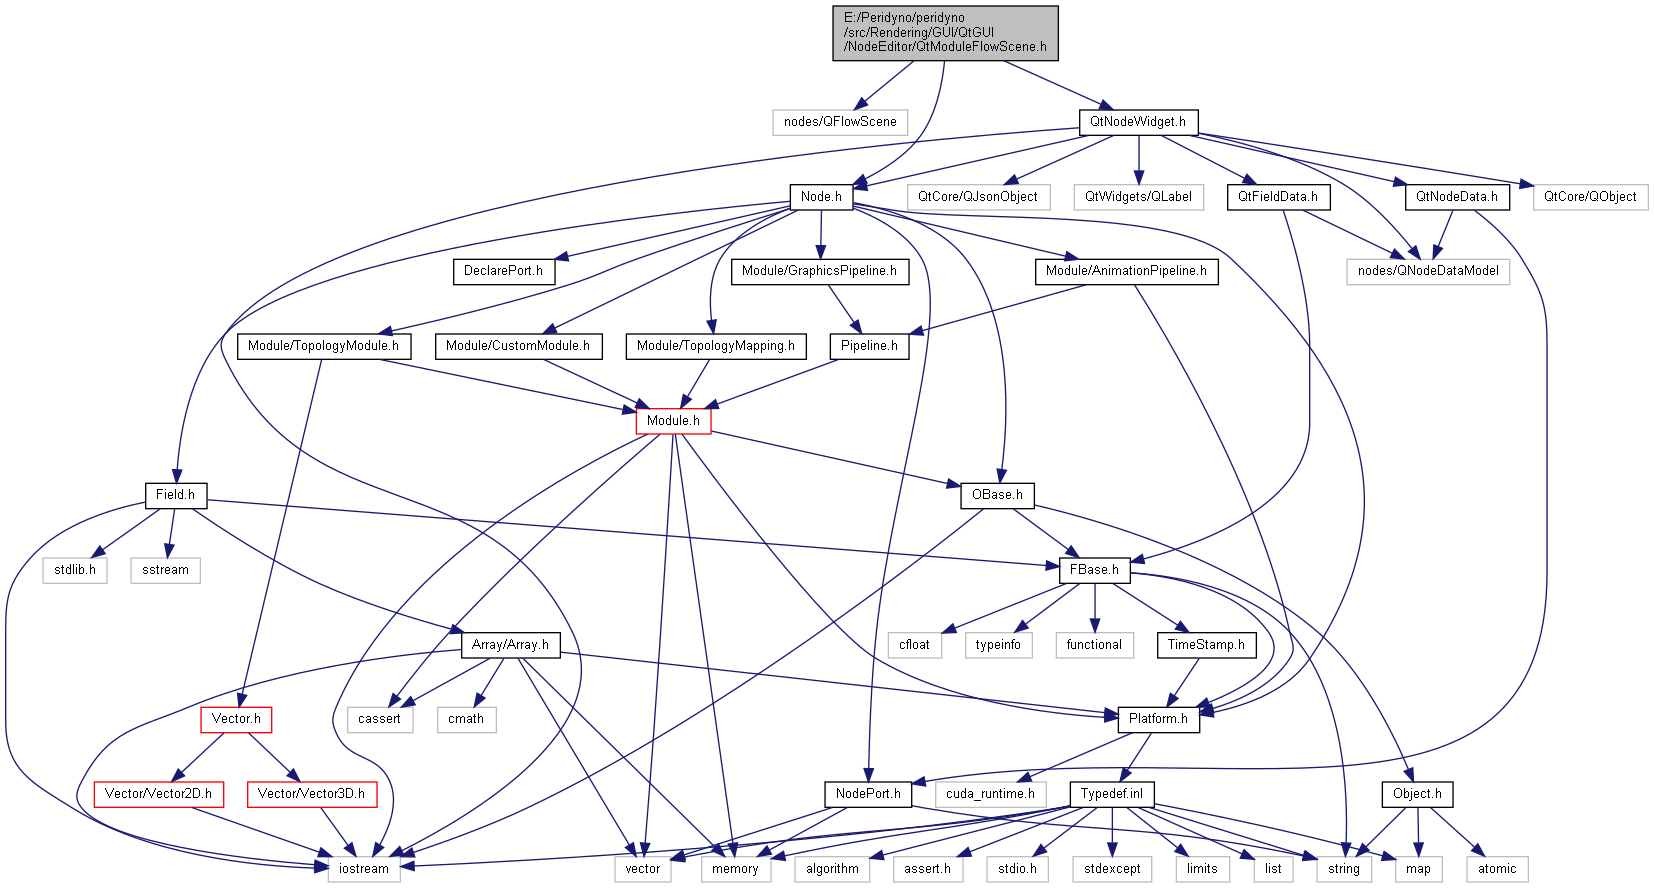 E:/Peridyno/peridyno
/src/Rendering/GUI/QtGUI
/NodeEditor/QtModuleFlowScene.h
nodes/QFlowScene
QtNodeWidget.h
Node.h
QtCore/QJsonObject
QtWidgets/QLabel
QtFieldData.h
QtNodeData.h
QtCore/QObject
DeclarePort.h
Module/GraphicsPipeline.h
Module/AnimationPipeline.h
nodes/QNodeDataModel
Module/TopologyModule.h
Module/CustomModule.h
Module/TopologyMapping.h
Pipeline.h
Module.h
Field.h
OBase.h
stdlib.h
sstream
FBase.h
Array/Array.h
cfloat
typeinfo
functional
TimeStamp.h
Vector.h
cassert
cmath
Platform.h
Vector/Vector2D.h
Vector/Vector3D.h
NodePort.h
cuda_runtime.h
Typedef.inl
Object.h
iostream
vector
memory
algorithm
assert.h
stdio.h
stdexcept
limits
list
string
map
atomic